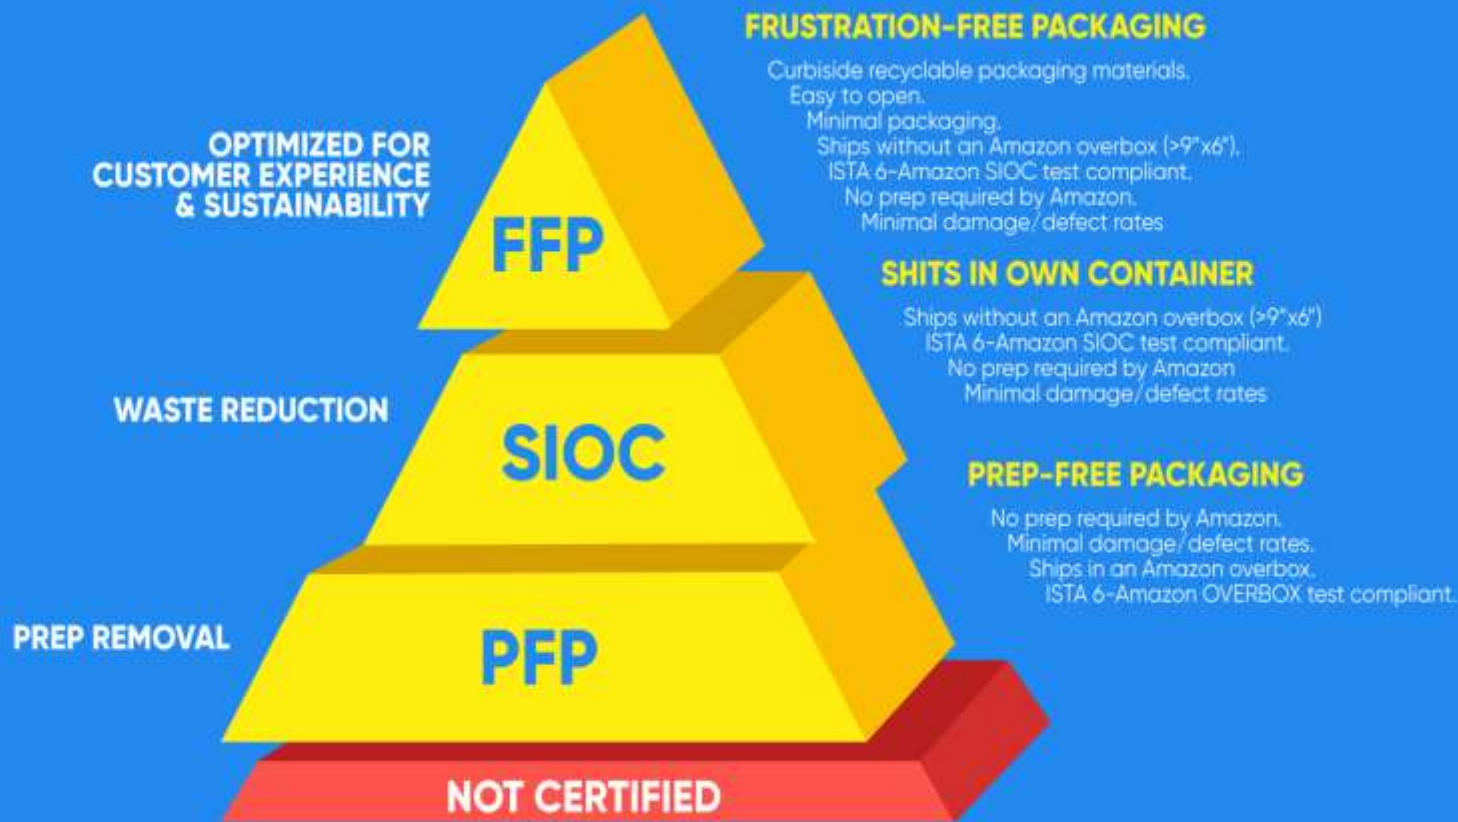 FRUSTRATION-FREE PACKAGING
Curbiside recyclable packaging materials.
Easy to open.
Minimal packaging.
Ships without an Amazon overbox (>9"x6").
ISTA 6-Amazon SIOC test compliant.
No prep required by Amazon.
Minimal damage/defect rates
OPTIMIZED FOR
CUSTOMER EXPERIENCE
& SUSTAINABILITY
FFP
SHITS IN OWN CONTAINER
Ships without an Amazon overbox (>9"x6")
ISTA 6-Amazon SIOC test compliant.
No prep required by Amazon
Minimal damage/defect rates
WASTE REDUCTION
SIOC
PREP-FREE PACKAGING
No prep required by Amazon.
Minimal damage/defect rates.
Ships in an Amazon overbox.
ISTA 6-Amazon OVERBOX test compliant.
PREP REMOVAL
PFP
NOT CERTIFIED